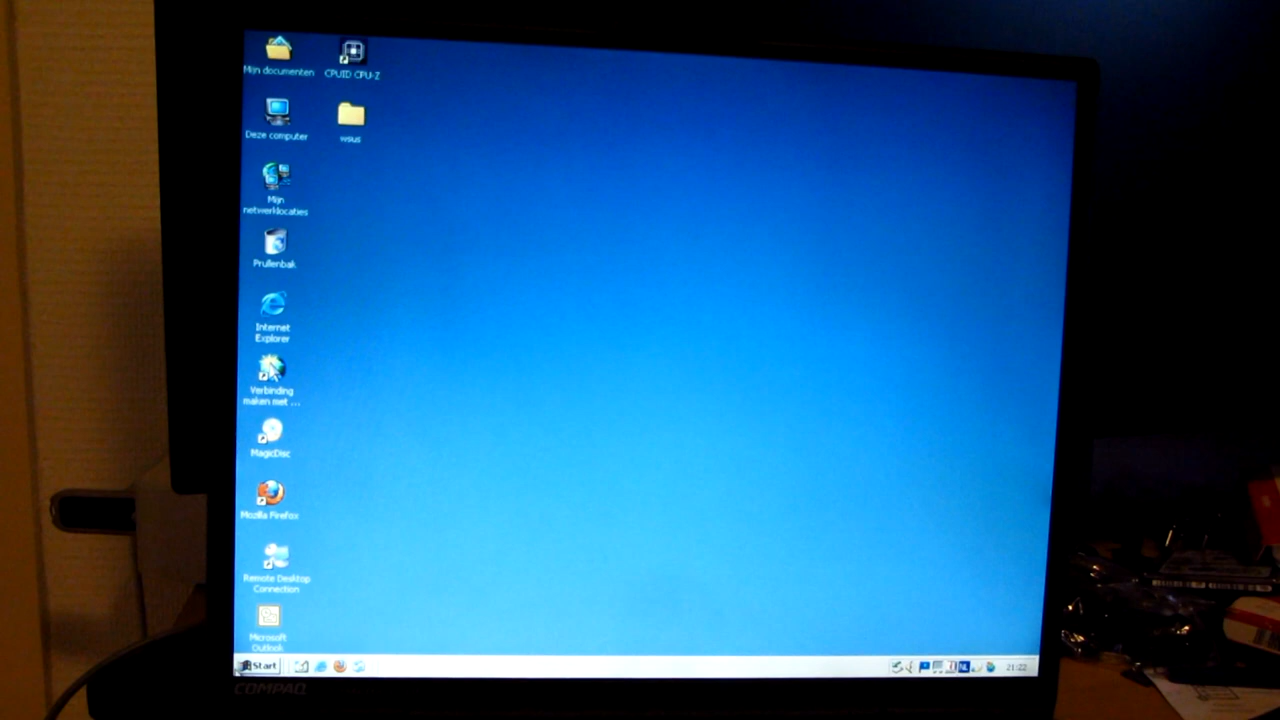 Mijn documenten
CPUID CPU-Z
Deze computer
wsus
Mijn
netwerklocaties
Prullenbak
Internet
Explorer
Verbinding
maken met ...
MagicDisc
Mozilla Firefox
Remote Desktop
Connection
Microsoft
Outlook
Start
NL
21:22
COMPAQ